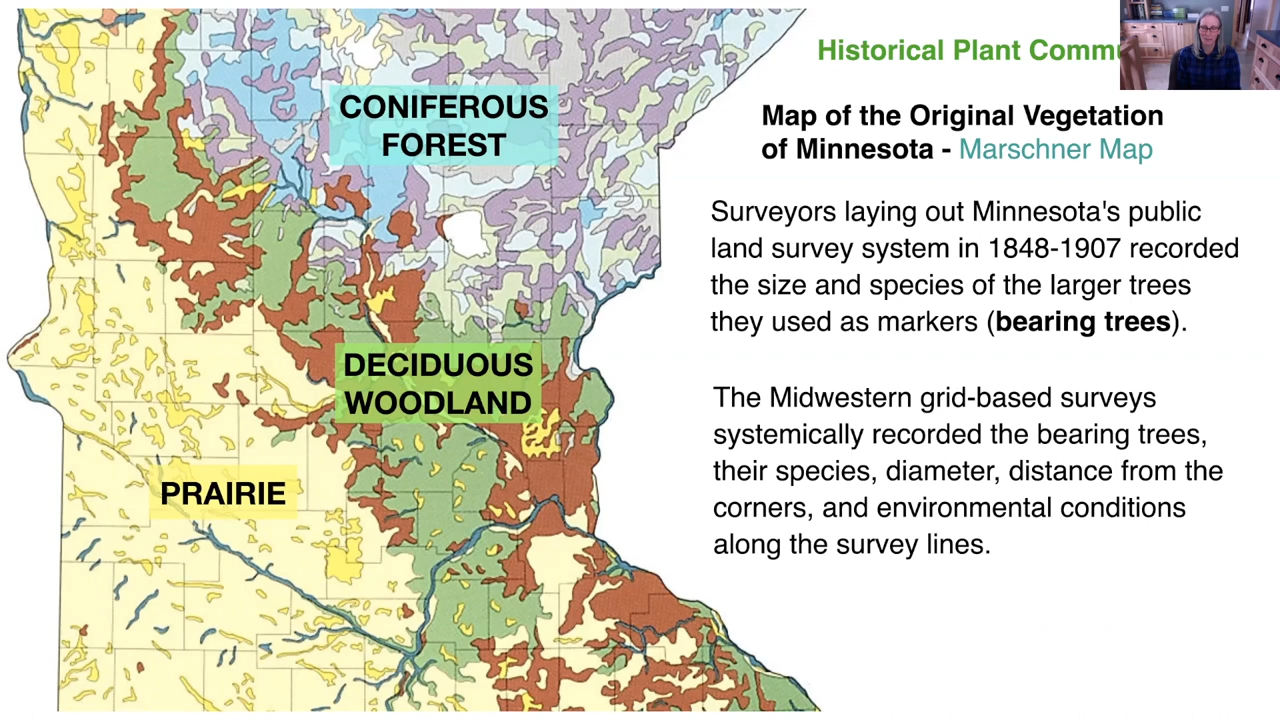 Historical Plant Commu
Map of the Original Vegetation
of Minnesota - Marschner Map
CONIFEROUS
FOREST
DECIDUOUS
WOODLAND
PRAIRIE
Surveyors laying out Minnesota's public
land survey system in 1848-1907 recorded
the size and species of the larger trees
they used as markers (bearing trees).
The Midwestern grid-based surveys
systemically recorded the bearing trees,
their species, diameter, distance from the
corners, and environmental conditions
along the survey lines.